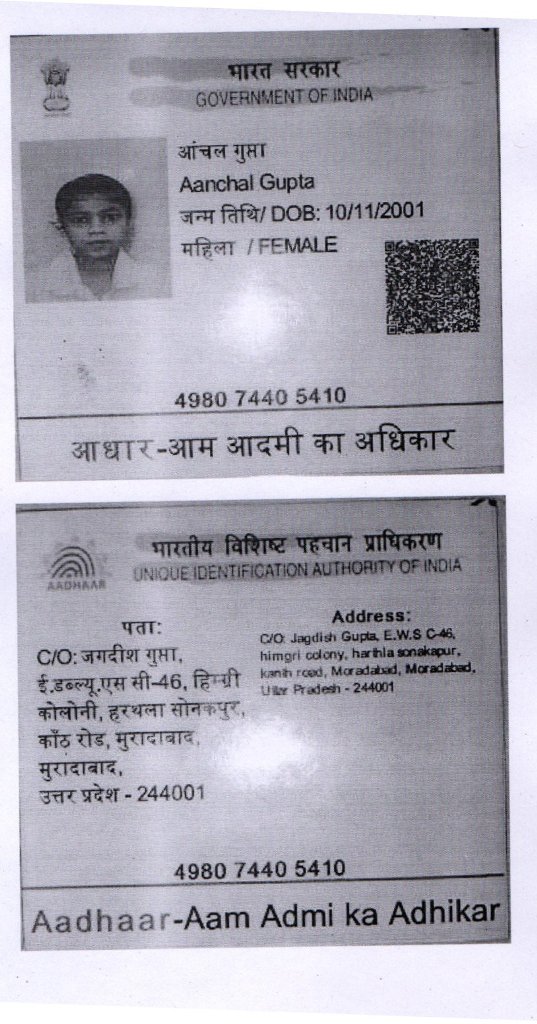 भारत सरकार
GOVERNMENT OF INDIA
आंचल गुप्ता
Aanchal Gupta
जन्म तिथि/ DOB: 10/11/2001
महिला / FEMALE
4980 7440 5410
आधार-आम आदमी का अधिकार
भारतीय विशिष्ट पहचान प्राधिकरण
UNIQUE IDENTIFICATION AUTHORITY OF INDIA
AADHAAR
पता:
C/O: जगदीश गुप्ता,
ई.डब्ल्यू.एस सी-46, हिमग्री
कोलोनी, हरथला सोनकपुर,
काँठ रोड, मुरादाबाद,
मुरादाबाद,
उत्तर प्रदेश - 244001
Address:
C/O: Jagdish Gupta, E.W.S C-46,
himgri colony, harthla sonakapur,
kanth road, Moradabad, Moradabad,
Uttar Pradesh - 244001
4980 7440 5410
Aadhaar-Aam Admi ka Adhikar